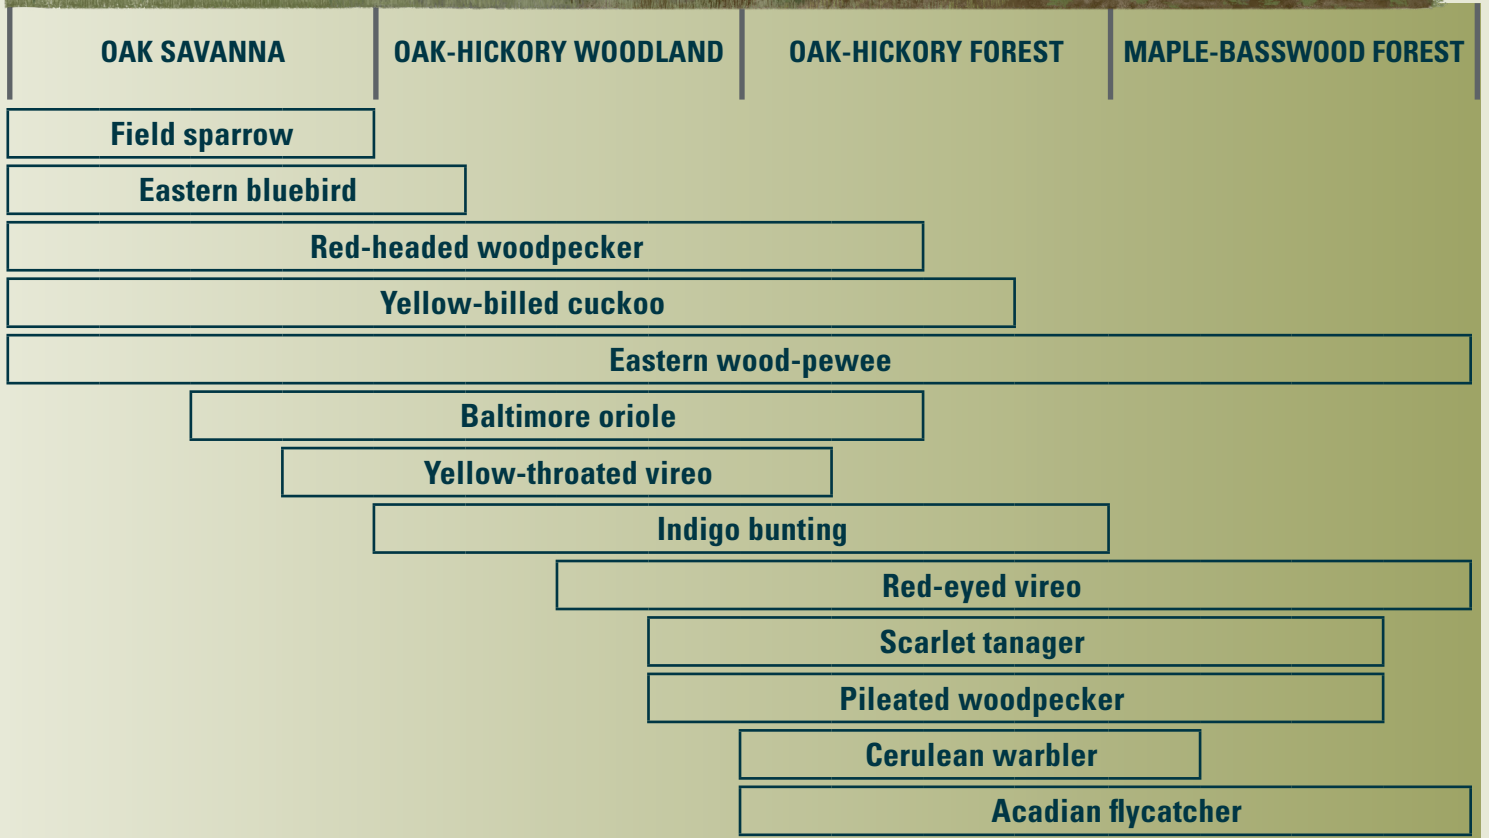 OAK SAVANNA OAK-HICKORY WOODLAND OAK-HICKORY FOREST MAPLE-BASSWOOD FOREST
Field sparrow
Eastern bluebird
Red-headed woodpecker
Yellow-billed cuckoo
Eastern wood-pewee
Baltimore oriole
Yellow-throated vireo
Indigo bunting
Red-eyed vireo
Scarlet tanager
Pileated woodpecker
Cerulean warbler
Acadian flycatcher